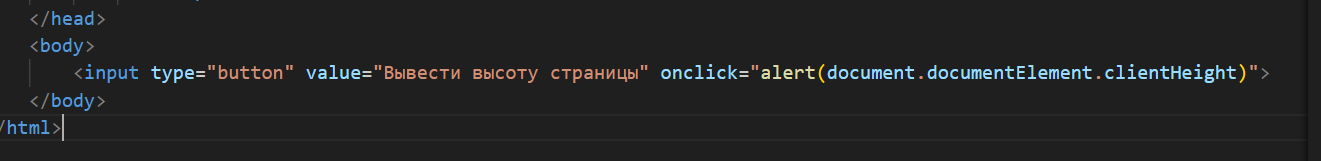 </head>
<body>
<input type="button" value="Вывести высоту страницы" onclick="alert(document.documentElement.clientHeight)">
</body>
/html>